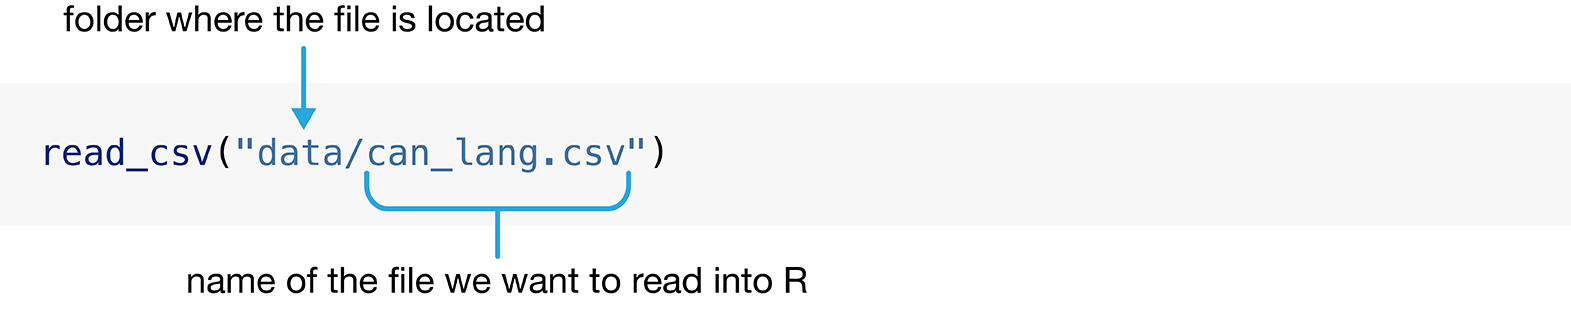 folder where the file is located
read_csv("data/can_lang.csv")
name of the file we want to read into R